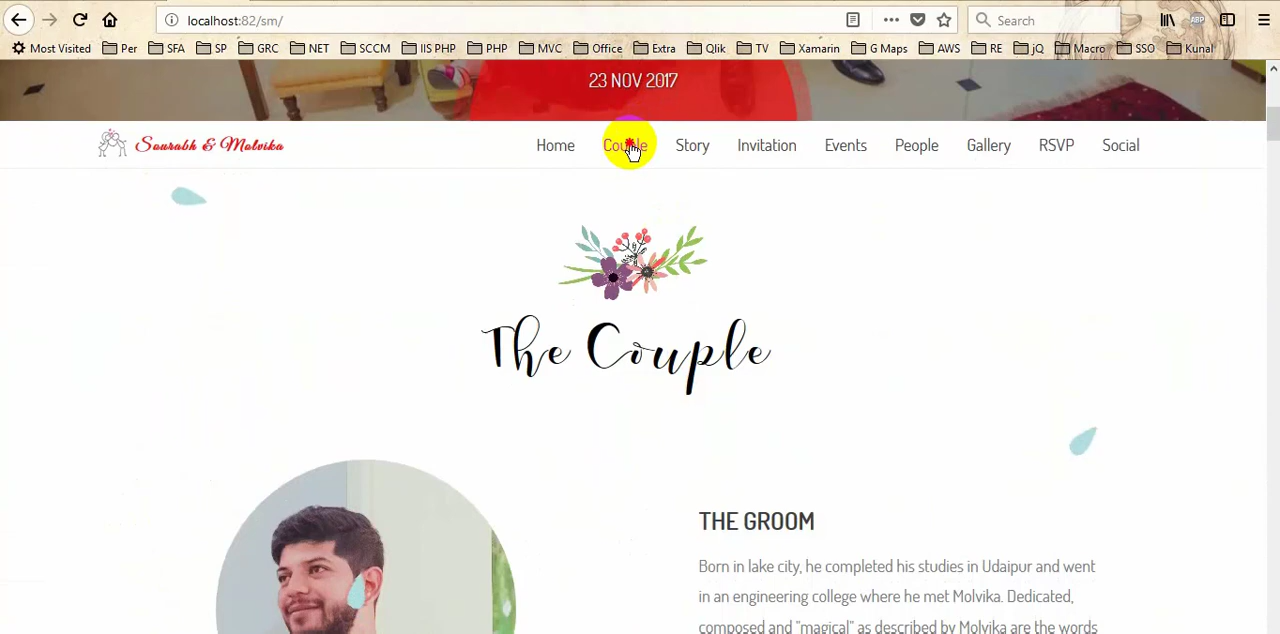 localhost:82/sm/
Search
ABP
Most Visited Per SFA SP GRC NET SCCM IIS PHP PHP MVC Office Extra Qlik TV Xamarin G Maps AWS RE jQ Macro SSO Kunal
23 NOV 2017
Sourabh & Molvika
Home Couple Story Invitation Events People Gallery RSVP Social
The Couple
THE GROOM
Born in lake city, he completed his studies in Udaipur and went
in an engineering college where he met Molvika. Dedicated,
composed and "magical" as described by Molvika are the words